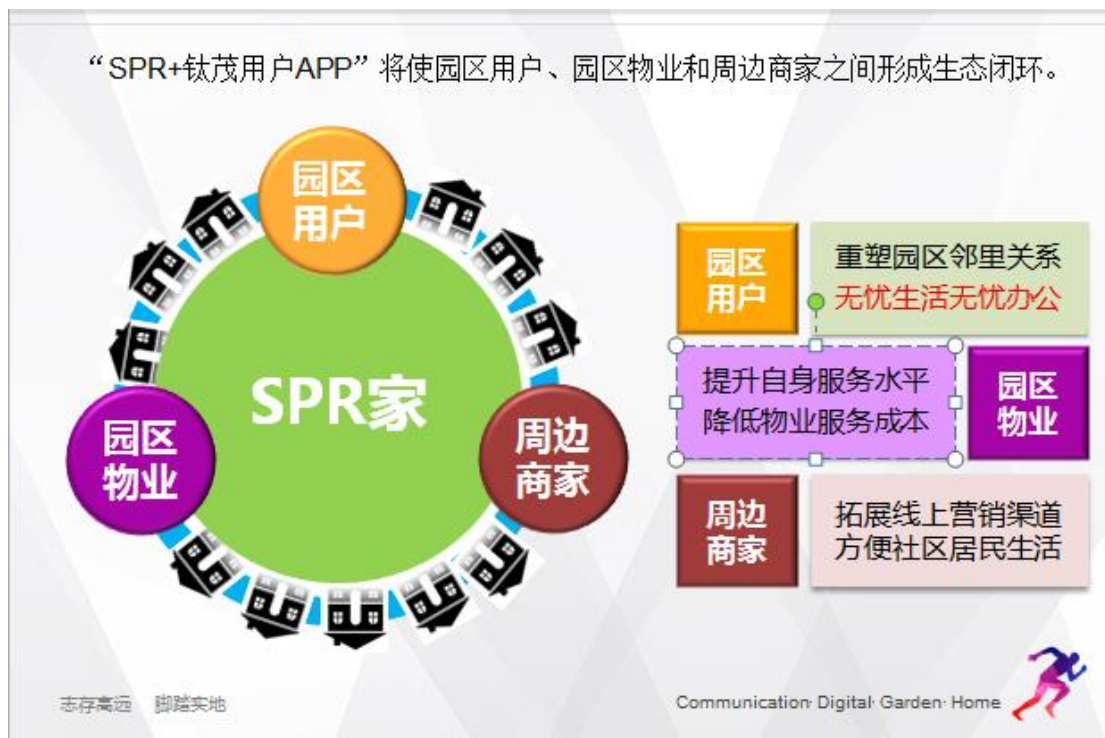 “SPR+钛茂用户APP”将使园区用户、园区物业和周边商家之间形成生态闭环。
园区
用户
SPR家
园区
物业
周边
商家
园区
用户
重塑园区邻里关系
无忧生活无忧办公
提升自身服务水平
降低物业服务成本
园区
物业
周边
商家
拓展线上营销渠道
方便社区居民生活
志存高远 脚踏实地
Communication· Digital· Garden· Home